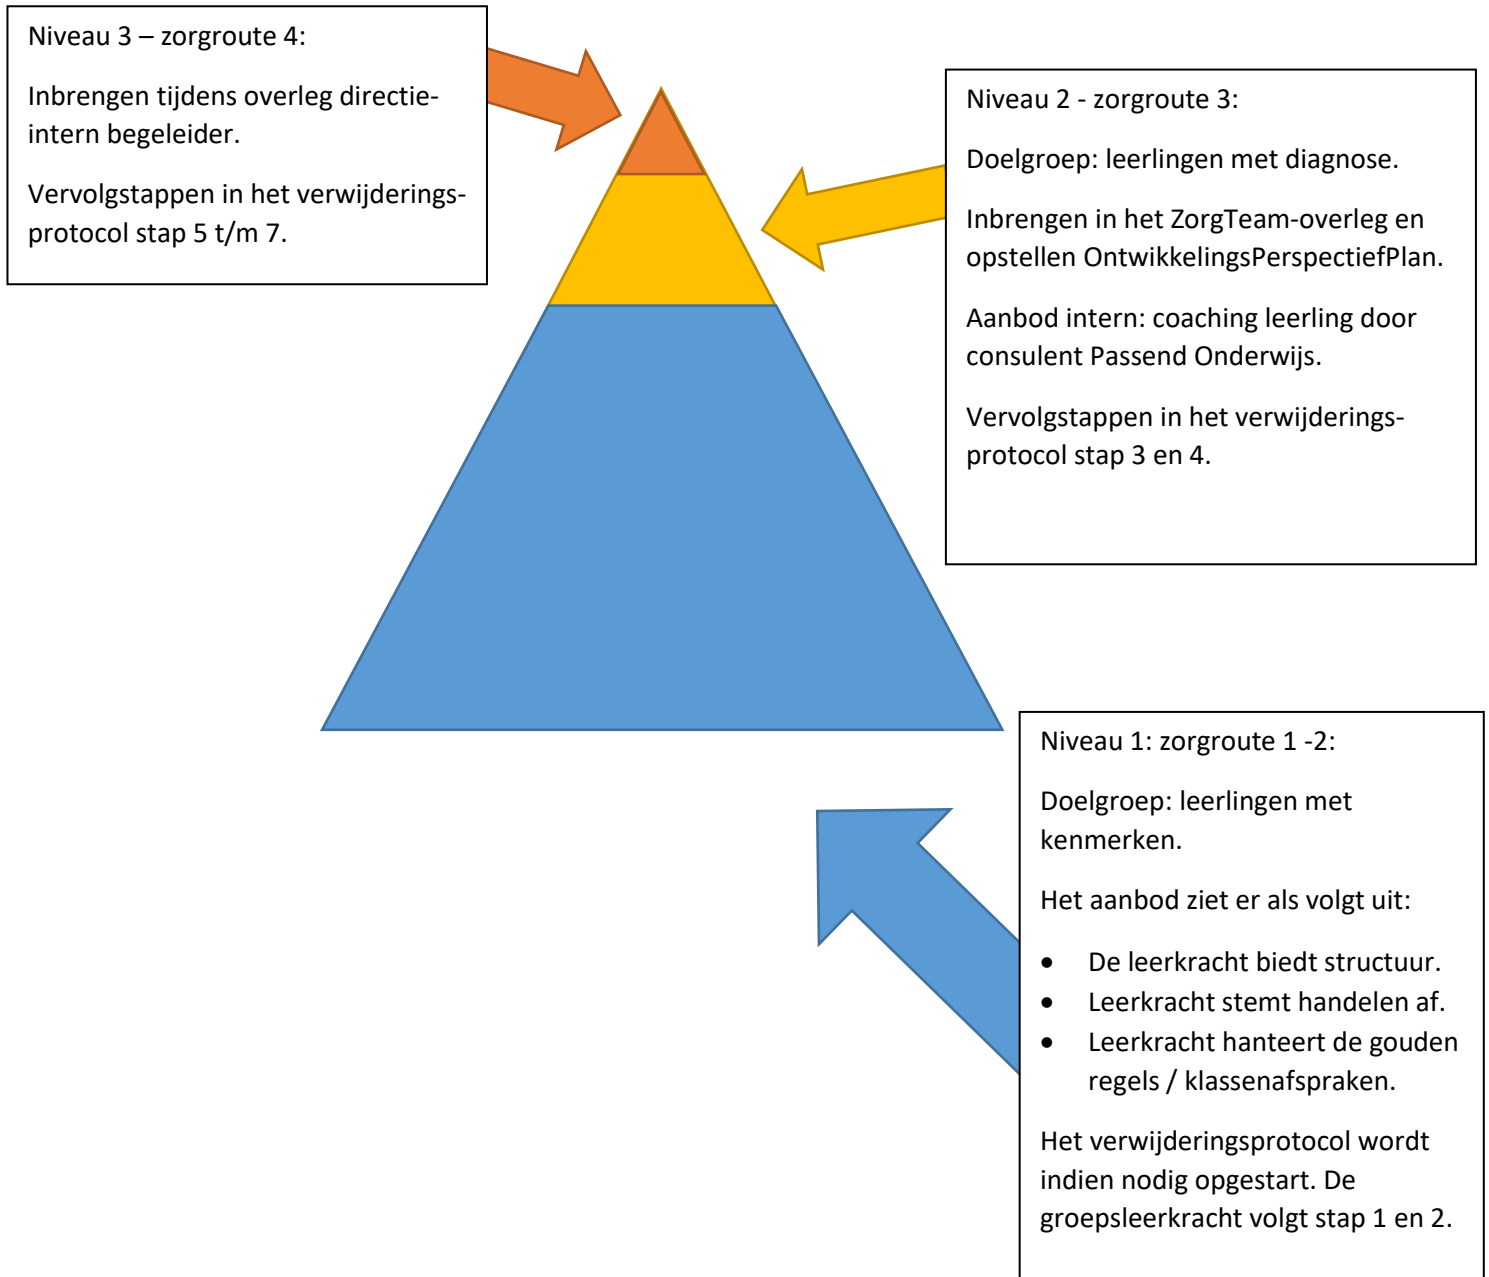 Niveau 3 – zorgroute 4:
Inbrengen tijdens overleg directie-
intern begeleider.
Vervolgstappen in het verwijderings-
protocol stap 5 t/m 7.
Niveau 2 - zorgroute 3:
Doelgroep: leerlingen met diagnose.
Inbrengen in het ZorgTeam-overleg en
opstellen OntwikkelingsPerspectiefPlan.
Aanbod intern: coaching leerling door
consulent Passend Onderwijs.
Vervolgstappen in het verwijderings-
protocol stap 3 en 4.
Niveau 1: zorgroute 1 -2:
Doelgroep: leerlingen met
kenmerken.
Het aanbod ziet er als volgt uit:
• De leerkracht biedt structuur.
• Leerkracht stemt handelen af.
• Leerkracht hanteert de gouden
regels / klassenafspraken.
Het verwijderingsprotocol wordt
indien nodig opgestart. De
groepsleerkracht volgt stap 1 en 2.